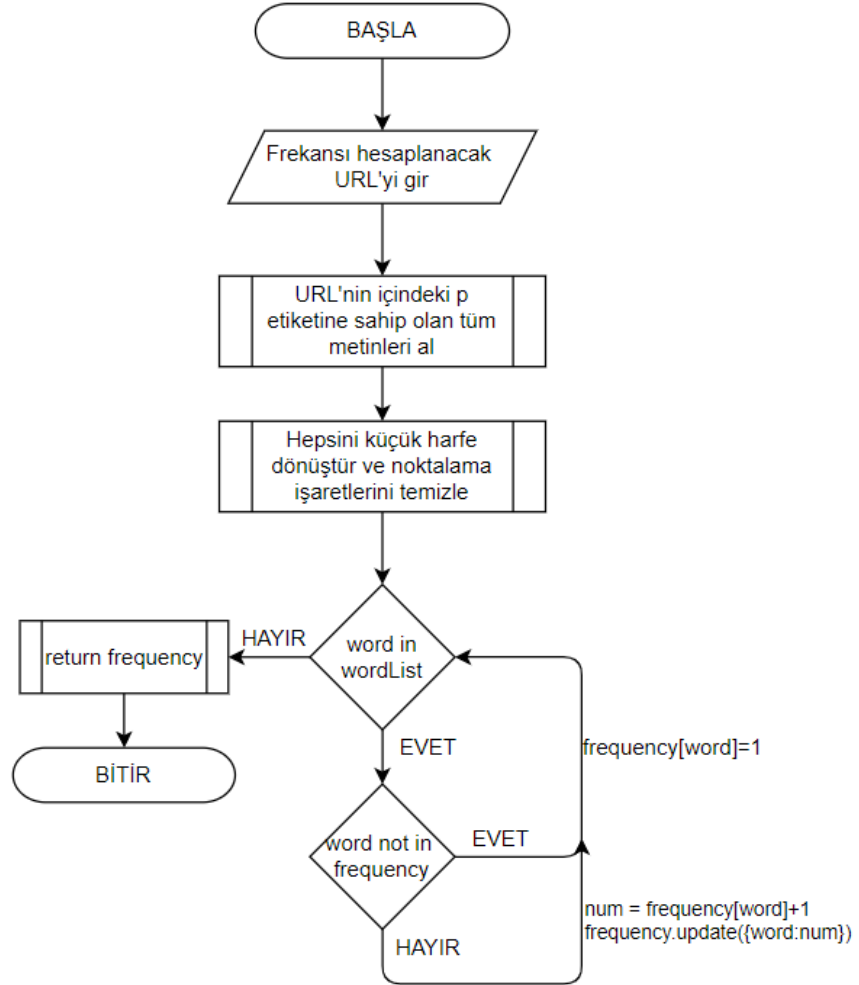 BAŞLA
Frekansı hesaplanacak
URL'yi gir
URL'nin içindeki p
etiketine sahip olan tüm
metinleri al
Hepsini küçük harfe
dönüştür ve noktalama
işaretlerini temizle
word in
wordList
HAYIR
return frequency
BİTİR
EVET
frequency[word]=1
word not in
frequency
EVET
HAYIR
num = frequency[word]+1
frequency.update({word:num})